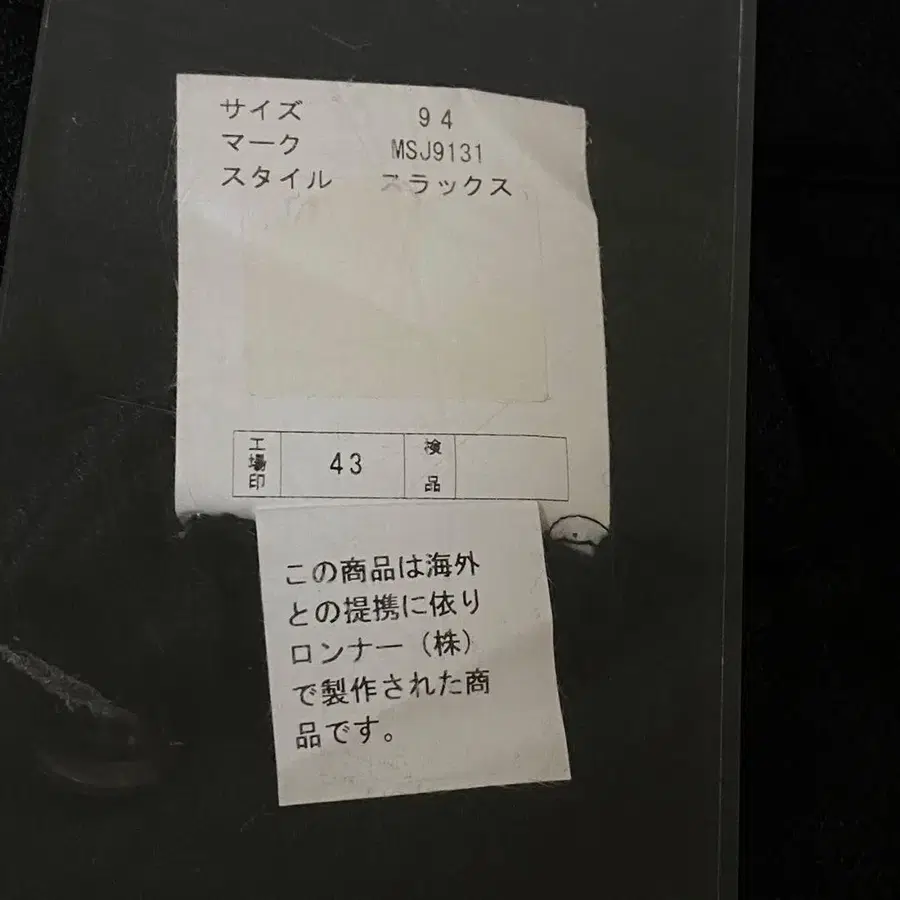 サイズ 94
マーク MSJ9131
スタイル スラックス
工場印 43 検品
この商品は海外
との提携に依り
ロンナー(株)
で製作された商
品です。